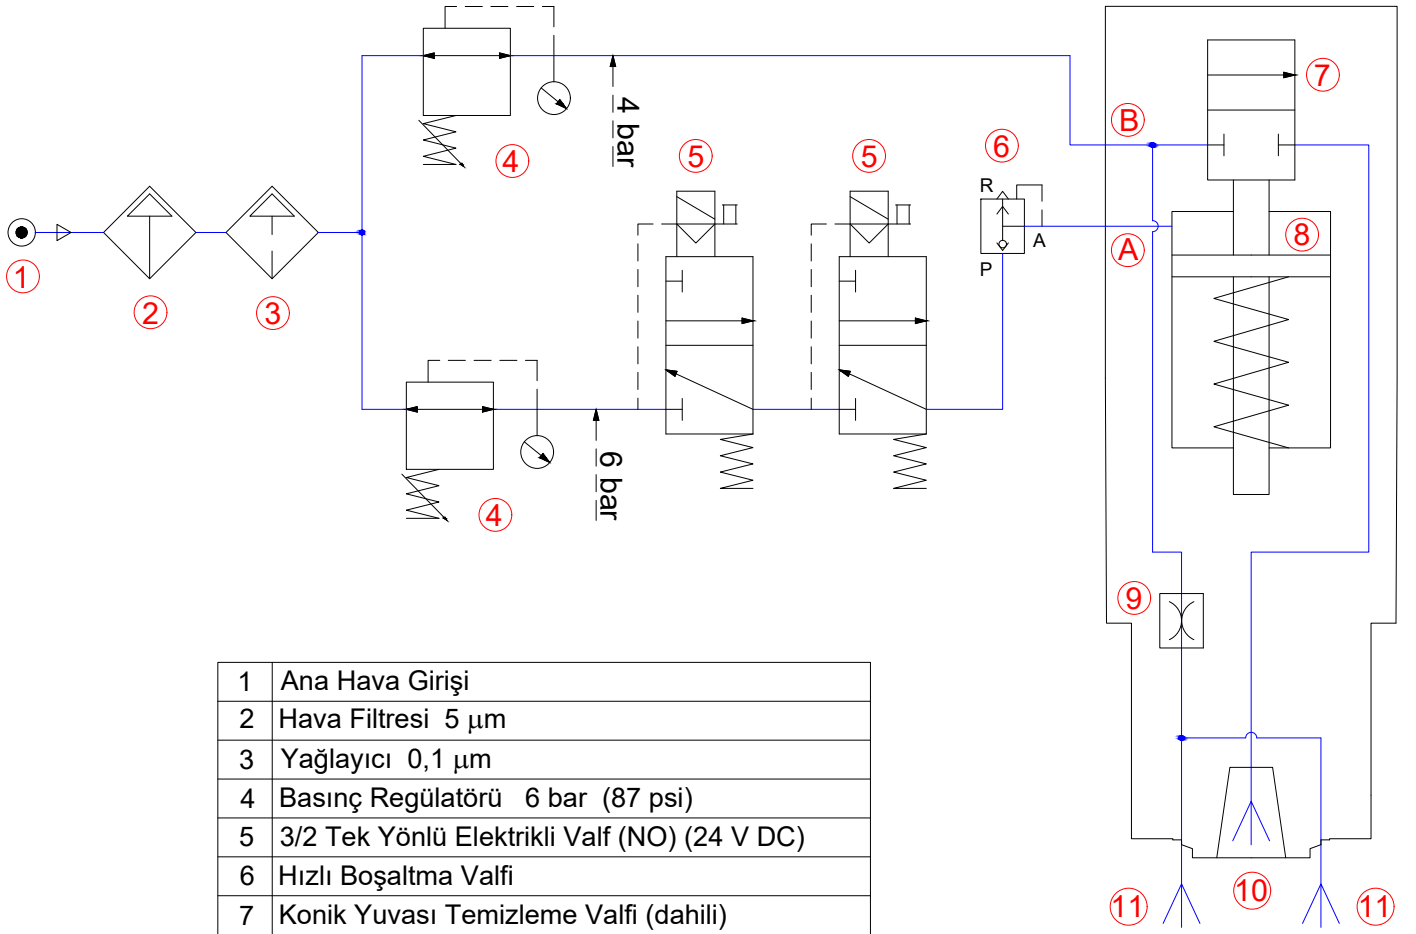 4
4 bar
5
5
6
R
A
P
B
A
7
8
1
2
3
4
6 bar
9
10
11
11
1 Ana Hava Girişi
2 Hava Filtresi 5 μm
3 Yağlayıcı 0,1 μm
4 Basınç Regülatörü 6 bar (87 psi)
5 3/2 Tek Yönlü Elektrikli Valf (NO) (24 V DC)
6 Hızlı Boşaltma Valfi
7 Konik Yuvası Temizleme Valfi (dahili)